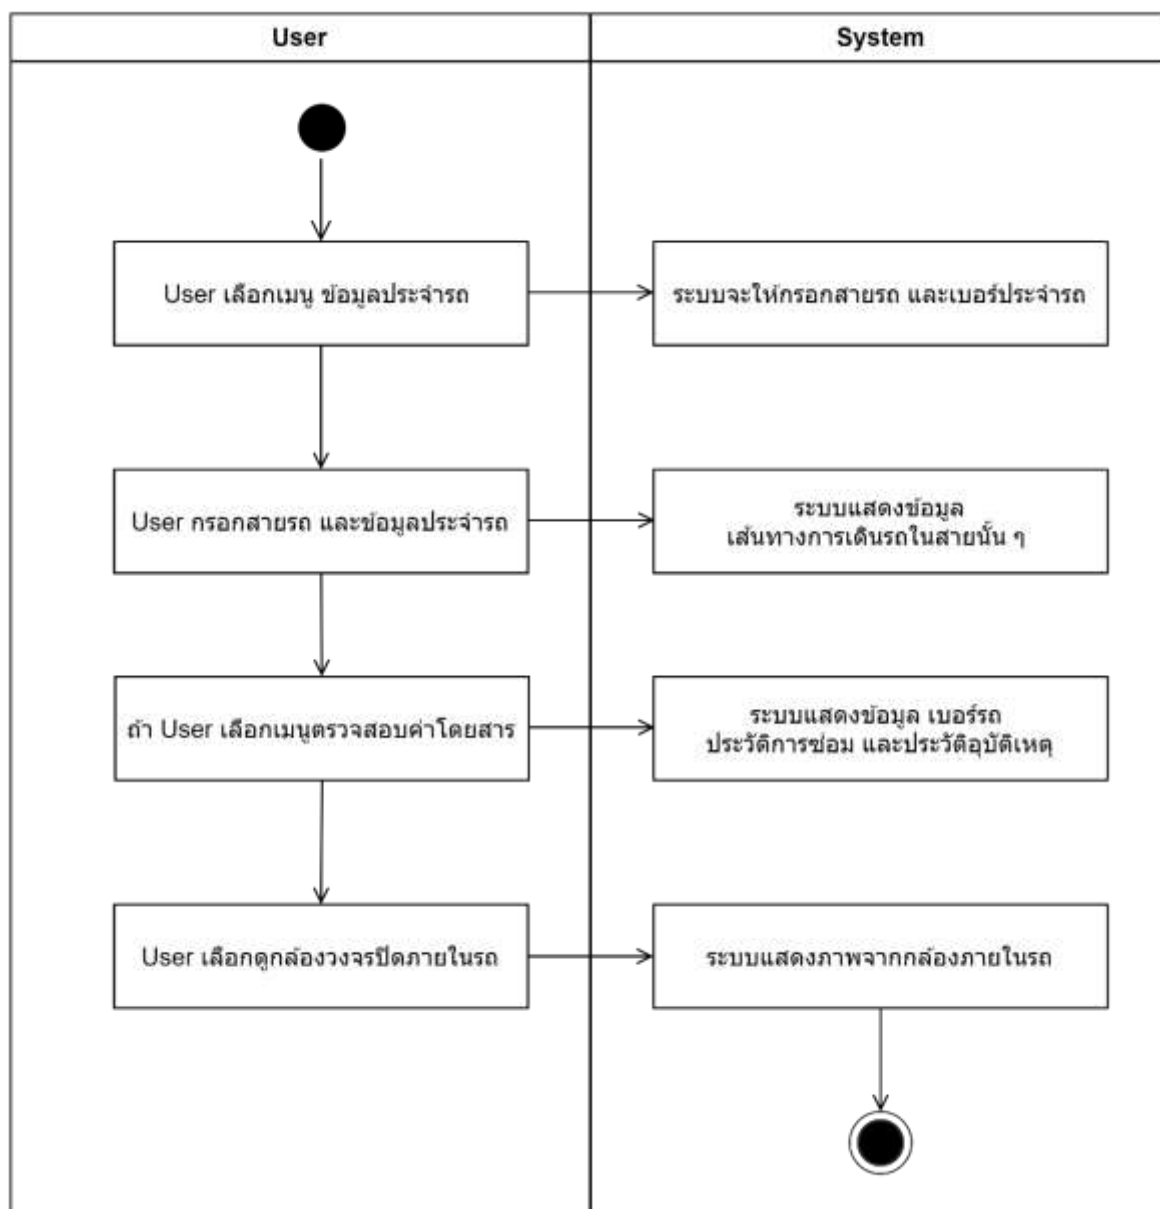 User
System
User เลือกเมนู ข้อมูลประจำรถ
ระบบจะให้กรอกสายรถ และเบอร์ประจำรถ
User กรอกสายรถ และข้อมูลประจำรถ
ระบบแสดงข้อมูล
เส้นทางการเดินรถในสายนั้น ๆ
ถ้า User เลือกเมนูตรวจสอบค่าโดยสาร
ระบบแสดงข้อมูล เบอร์รถ
ประวัติการซ่อม และประวัติอุบัติเหตุ
User เลือกดูกล้องวงจรปิดภายในรถ
ระบบแสดงภาพจากกล้องภายในรถ